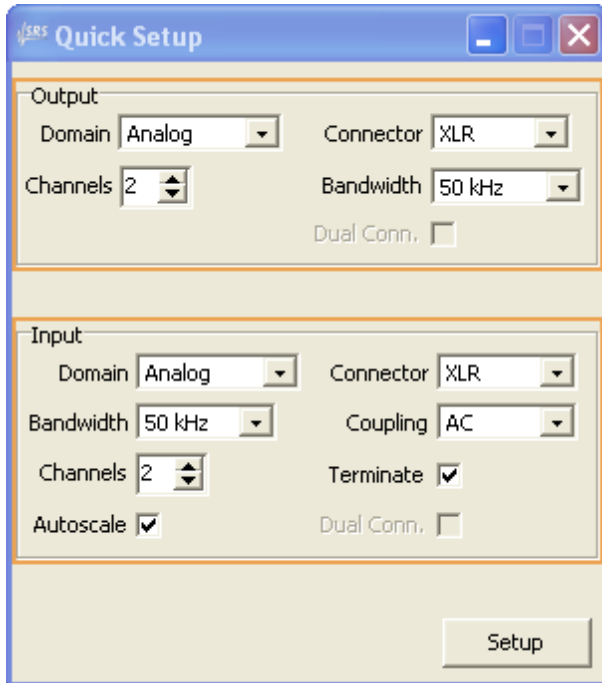 SRS Quick Setup
Output
Domain Analog Connector XLR
Channels 2 Bandwidth 50 kHz
Dual Conn.
Input
Domain Analog Connector XLR
Bandwidth 50 kHz Coupling AC
Channels 2 Terminate
Autoscale Dual Conn.
Setup